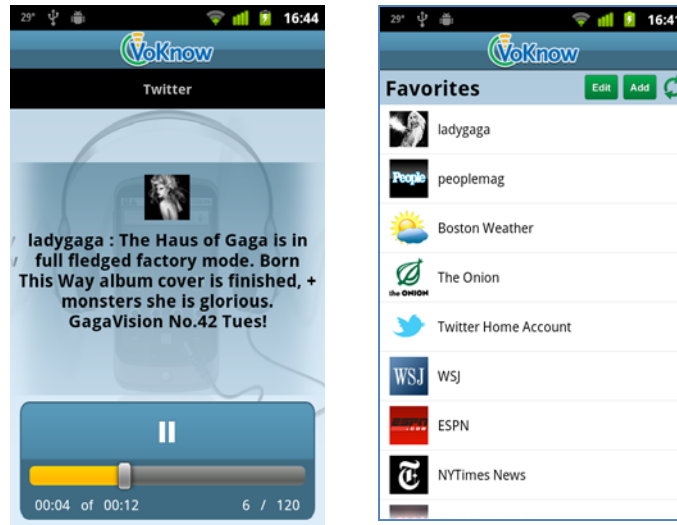 29° 16:44
VoKnow
Twitter
ladygaga : The Haus of Gaga is in
full fledged factory mode. Born
This Way album cover is finished, +
monsters she is glorious.
GagaVision No.42 Tues!
00:04 of 00:12 6 / 120
29° 16:41
VoKnow
Favorites Edit Add
ladygaga
People peoplemag
Boston Weather
the ONION The Onion
Twitter Home Account
WSJ WSJ
ESPN
NYTimes News